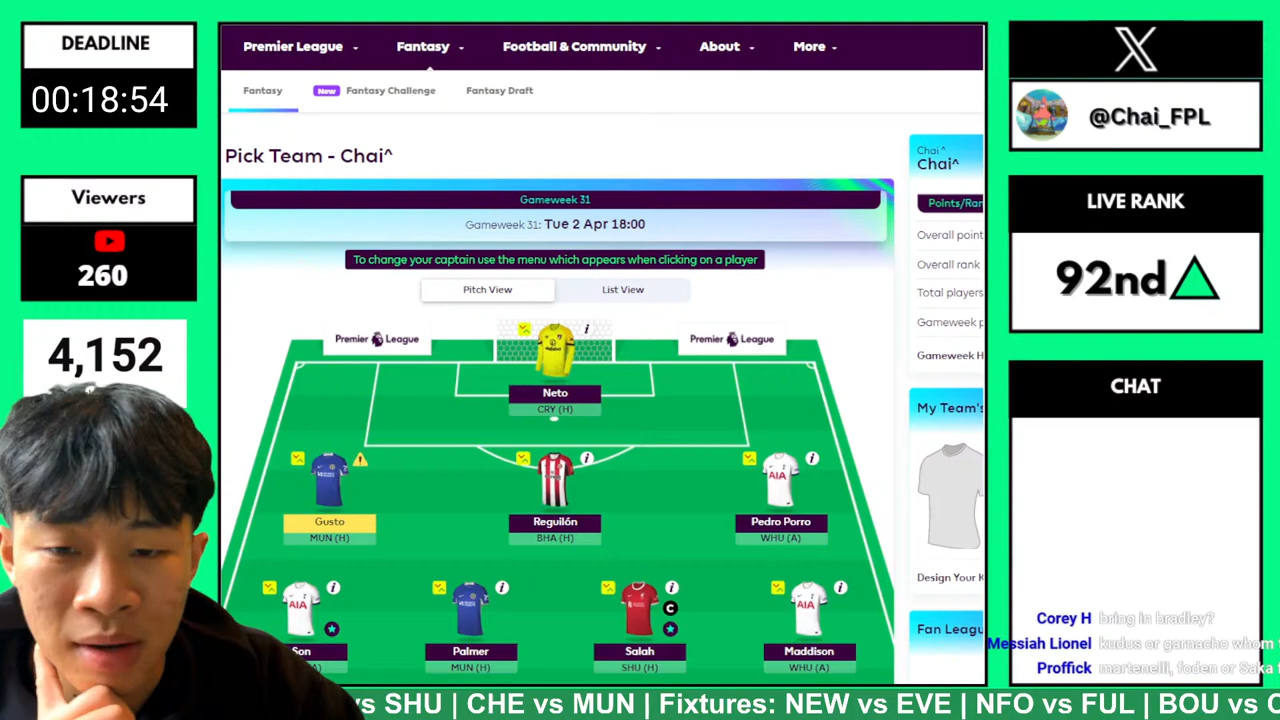 DEADLINE
00:18:54
Viewers
260
4,152
Premier League
Fantasy
Football & Community
About
More
Fantasy
New
Fantasy Challenge
Fantasy Draft
Pick Team - Chai^
Gameweek 31
Gameweek 31: Tue 2 Apr 18:00
To change your captain use the menu which appears when clicking on a player
Pitch View
List View
Premier League
Premier League
Neto
CRY (H)
Gusto
MUN (H)
Reguilón
BHA (H)
Pedro Porro
WHU (A)
AIA
AIA
AIA
C
Son
Palmer
MUN (H)
Salah
SHU (H)
Maddison
WHU (A)
Chai ^
Chai^
Points/Ran
Overall point
Overall rank
Total players
Gameweek p
Gameweek H
My Team's
Design Your K
Fan Leagu
X
@Chai_FPL
LIVE RANK
92nd
CHAT
Corey H bring in bradley?
Messiah Lionel kudus or garnacho whom t
Proffick martenelli, foden or Saka f
vs SHU | CHE vs MUN | Fixtures: NEW vs EVE | NFO vs FUL | BOU vs C